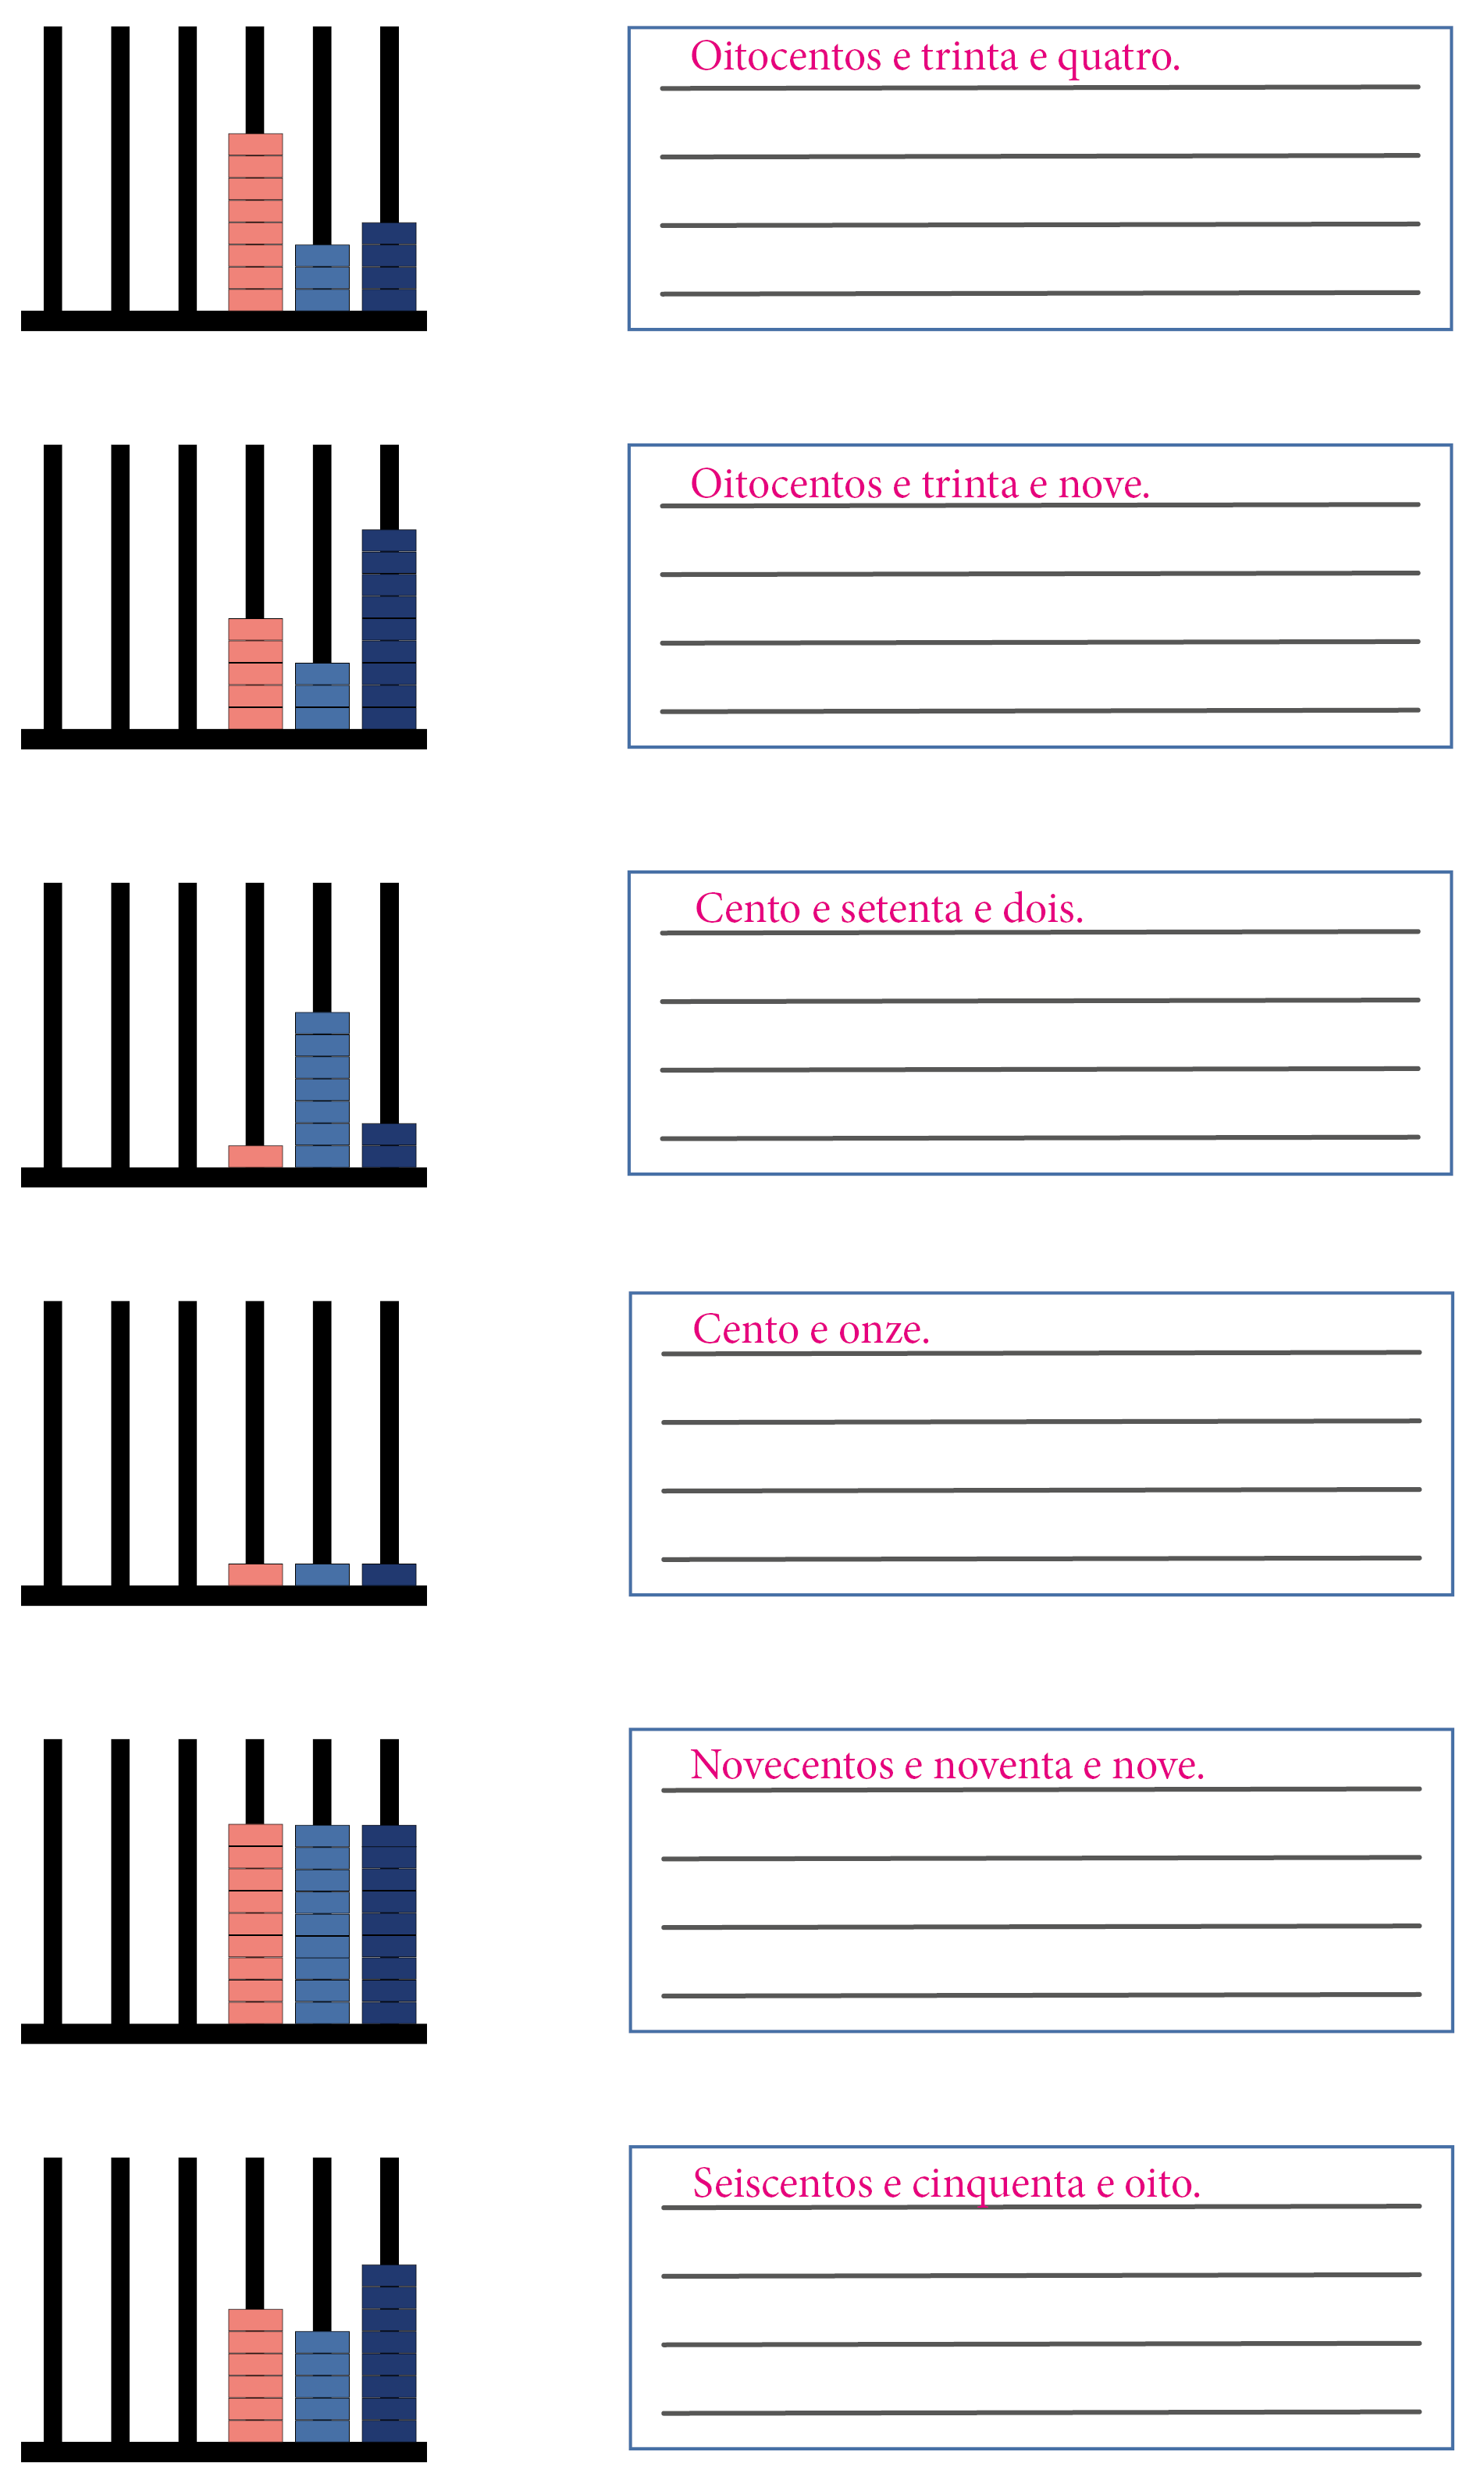 Oitocentos e trinta e quatro.
Oitocentos e trinta e nove.
Cento e setenta e dois.
Cento e onze.
Novecentos e noventa e nove.
Seiscentos e cinquenta e oito.